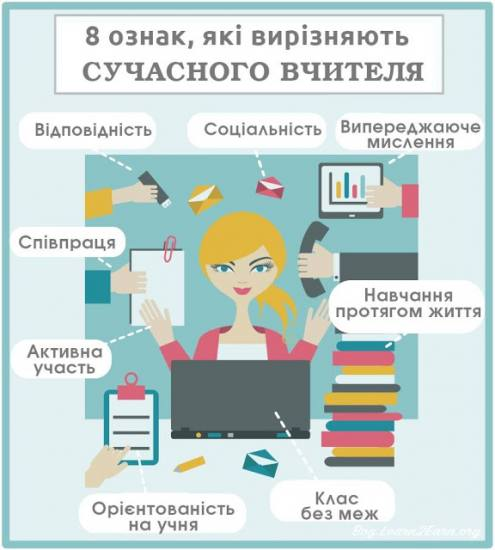 8 ознак, які вирізняють
СУЧАСНОГО ВЧИТЕЛЯ
Відповідність
Соціальність
Випереджаюче
мислення
Співпраця
Навчання
протягом життя
Активна
участь
Орієнтованість
на учня
Клас
без меж